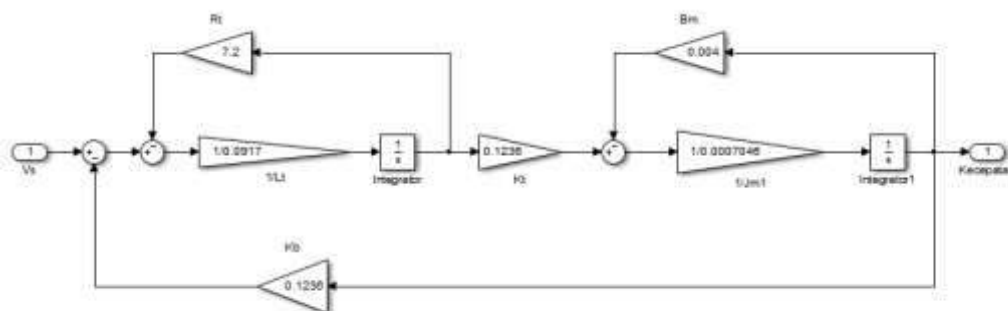 Rt
7.2
Bm
0.004
1
Vs
1/0.0917
1/Lt
1
s
Integrator
0.1236
Kt
1/0.0007046
1/Jm1
1
s
Integrator1
1
Kecepata
Kb
0.1236